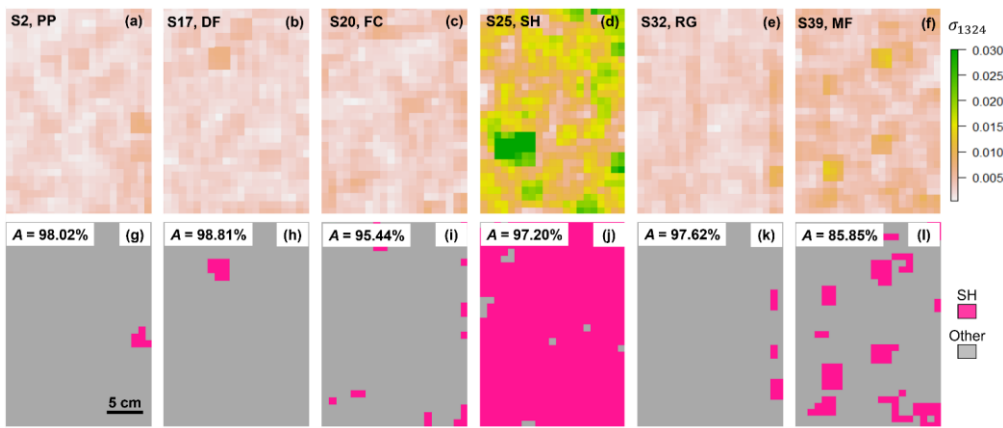 S2, PP (a)
S17, DF (b)
S20, FC (c)
S25, SH (d)
S32, RG (e)
S39, MF (f)
σ1324
0.030
0.025
0.020
0.015
0.010
0.005
A = 98.02% (g)
A = 98.81% (h)
A = 95.44% (i)
A = 97.20% (j)
A = 97.62% (k)
A = 85.85% (l)
5 cm
SH
Other